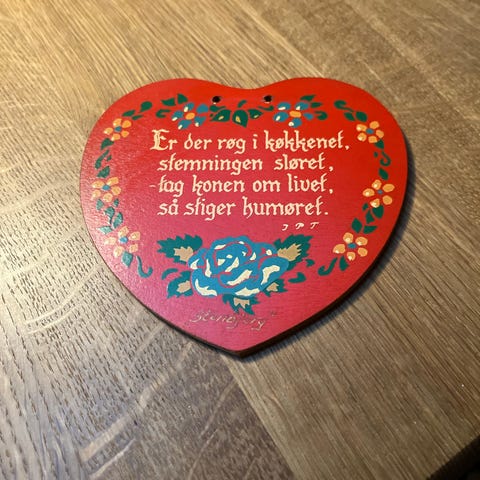 Er der røg i køkkenet,
stemningen sløret,
tag konen om livet,
så stiger humøret.
J P T